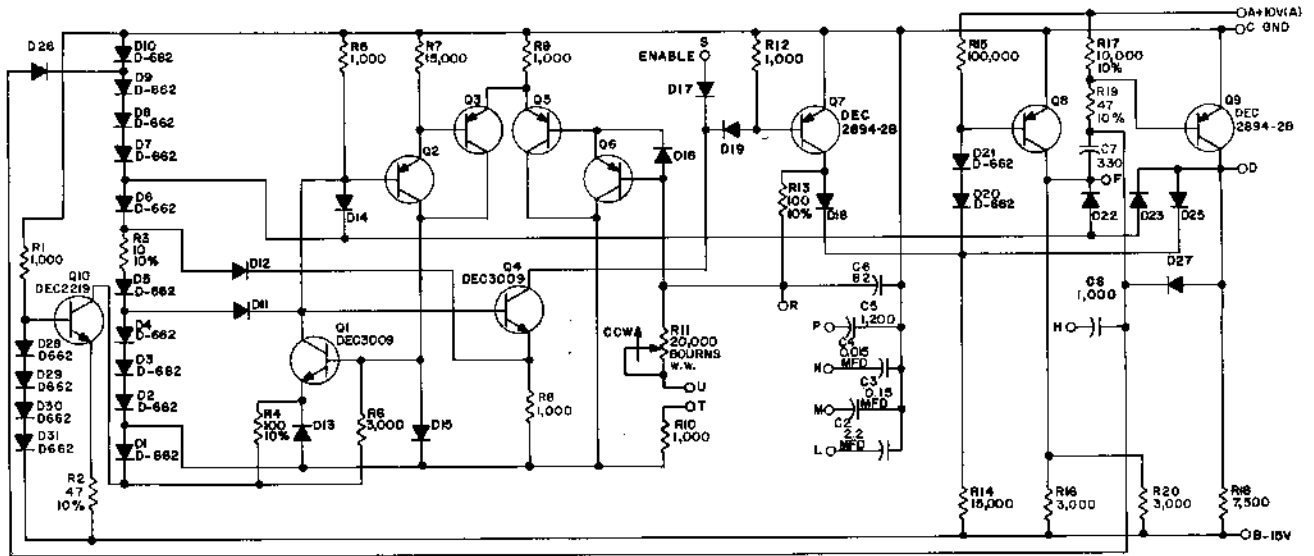 A+10V(A)
C GND
D28
D10
D-662
R6
1,000
R7
15,000
R9
1,000
S
ENABLE
R12
1,000
R15
100,000
R17
10,000
10%
D9
D-662
D8
D-662
D7
D-662
D6
D-662
Q3
Q5
Q6
D17
D19
D16
Q7
DEC
2894-2B
Q8
R19
47
10%
Q9
DEC
2894-2B
C7
330
D21
D-662
D20
D-662
F
D
Q2
D14
R13
100
10%
D18
D22
D23
D25
R1
1,000
R3
10
10%
D12
Q4
DEC3009
D27
Q10
DEC2219
D5
D-662
D11
C6
82
R
C8
1,000
H
D4
D-662
Q1
DEC3009
CCW
R11
20,000
BOURNS
W.W.
P
C5
1,200
D28
D662
D29
D662
D30
D662
D31
D662
D3
D-662
D2
D-662
D1
D-662
N
C4
0.015
MFD
M
C3
0.15
MFD
L
C2
2.2
MFD
U
T
R4
100
10%
D13
R6
3,000
D15
R8
1,000
R10
1,000
R2
47
10%
R14
15,000
R16
3,000
R20
3,000
R18
7,500
B-15V